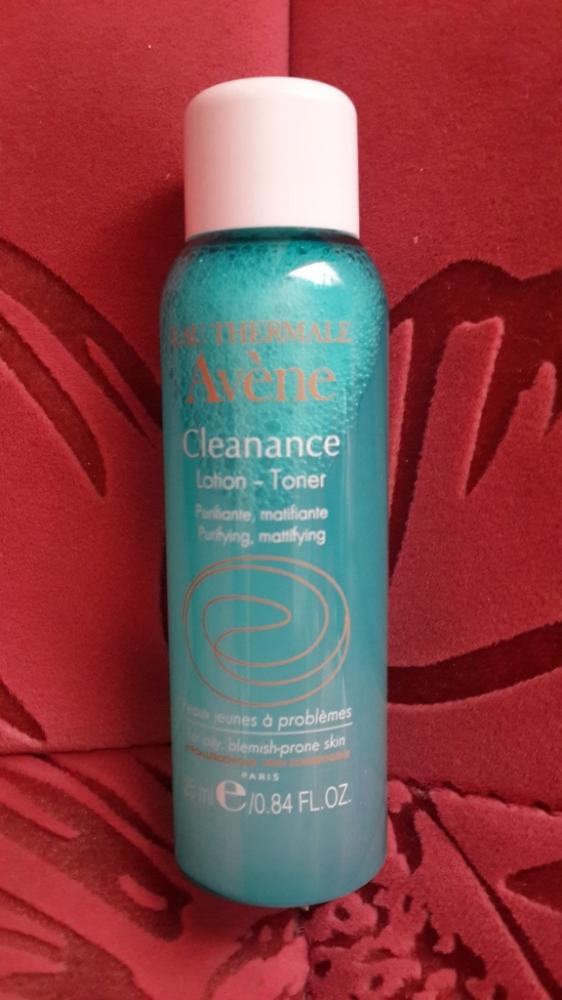 EAU THERMALE
Avène
Cleanance
Lotion - Toner
Purifiante, matifiante
Purifying, mattifying
Peaux jeunes à problèmes
For oily, blemish-prone skin
PARIS
25 ml e/0.84 FL.OZ.